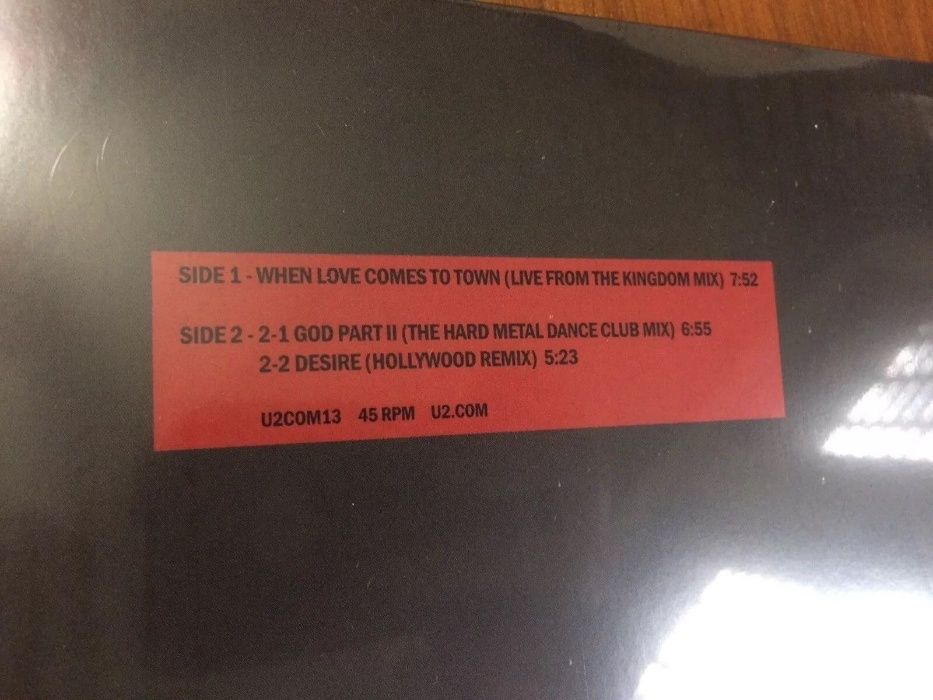 SIDE 1 - WHEN LOVE COMES TO TOWN (LIVE FROM THE KINGDOM MIX) 7:52
SIDE 2 - 2-1 GOD PART II (THE HARD METAL DANCE CLUB MIX) 6:55
2-2 DESIRE (HOLLYWOOD REMIX) 5:23
U2COM13 45 RPM U2.COM